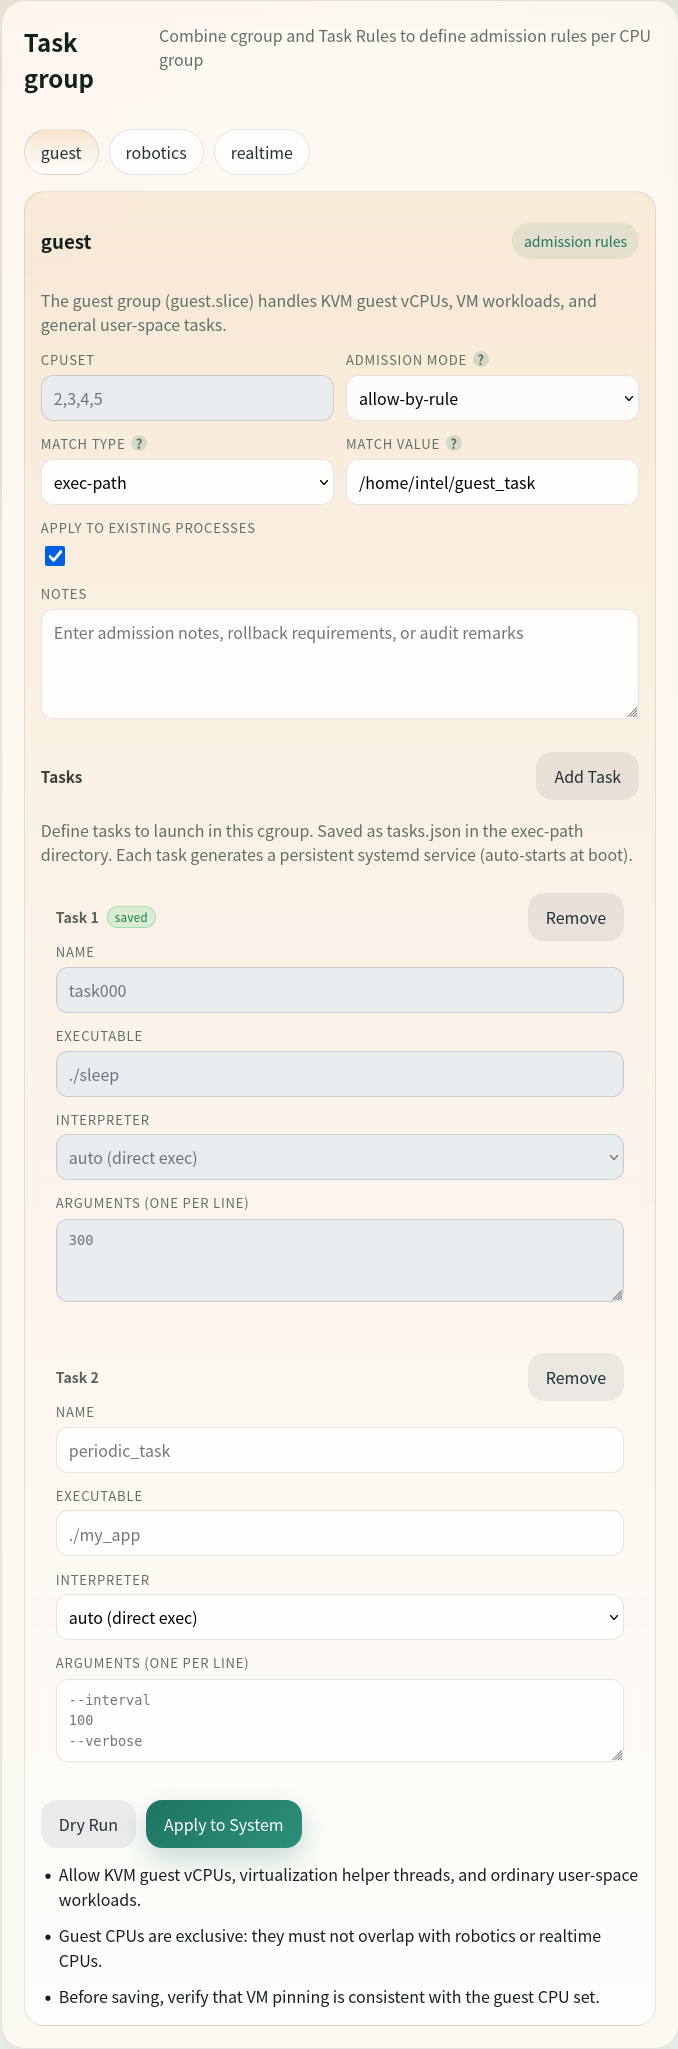 Task
group
Combine cgroup and Task Rules to define admission rules per CPU
group
guest
robotics
realtime
guest
admission rules
The guest group (guest.slice) handles KVM guest vCPUs, VM workloads, and
general user-space tasks.
CPUSET
ADMISSION MODE ?
2,3,4,5
allow-by-rule
MATCH TYPE ?
MATCH VALUE ?
exec-path
/home/intel/guest_task
APPLY TO EXISTING PROCESSES
NOTES
Enter admission notes, rollback requirements, or audit remarks
Tasks
Add Task
Define tasks to launch in this cgroup. Saved as tasks.json in the exec-path
directory. Each task generates a persistent systemd service (auto-starts at boot).
Task 1
saved
Remove
NAME
task000
EXECUTABLE
./sleep
INTERPRETER
auto (direct exec)
ARGUMENTS (ONE PER LINE)
300
Task 2
Remove
NAME
periodic_task
EXECUTABLE
./my_app
INTERPRETER
auto (direct exec)
ARGUMENTS (ONE PER LINE)
--interval
100
--verbose
Dry Run
Apply to System
• Allow KVM guest vCPUs, virtualization helper threads, and ordinary user-space
workloads.
• Guest CPUs are exclusive: they must not overlap with robotics or realtime
CPUs.
• Before saving, verify that VM pinning is consistent with the guest CPU set.